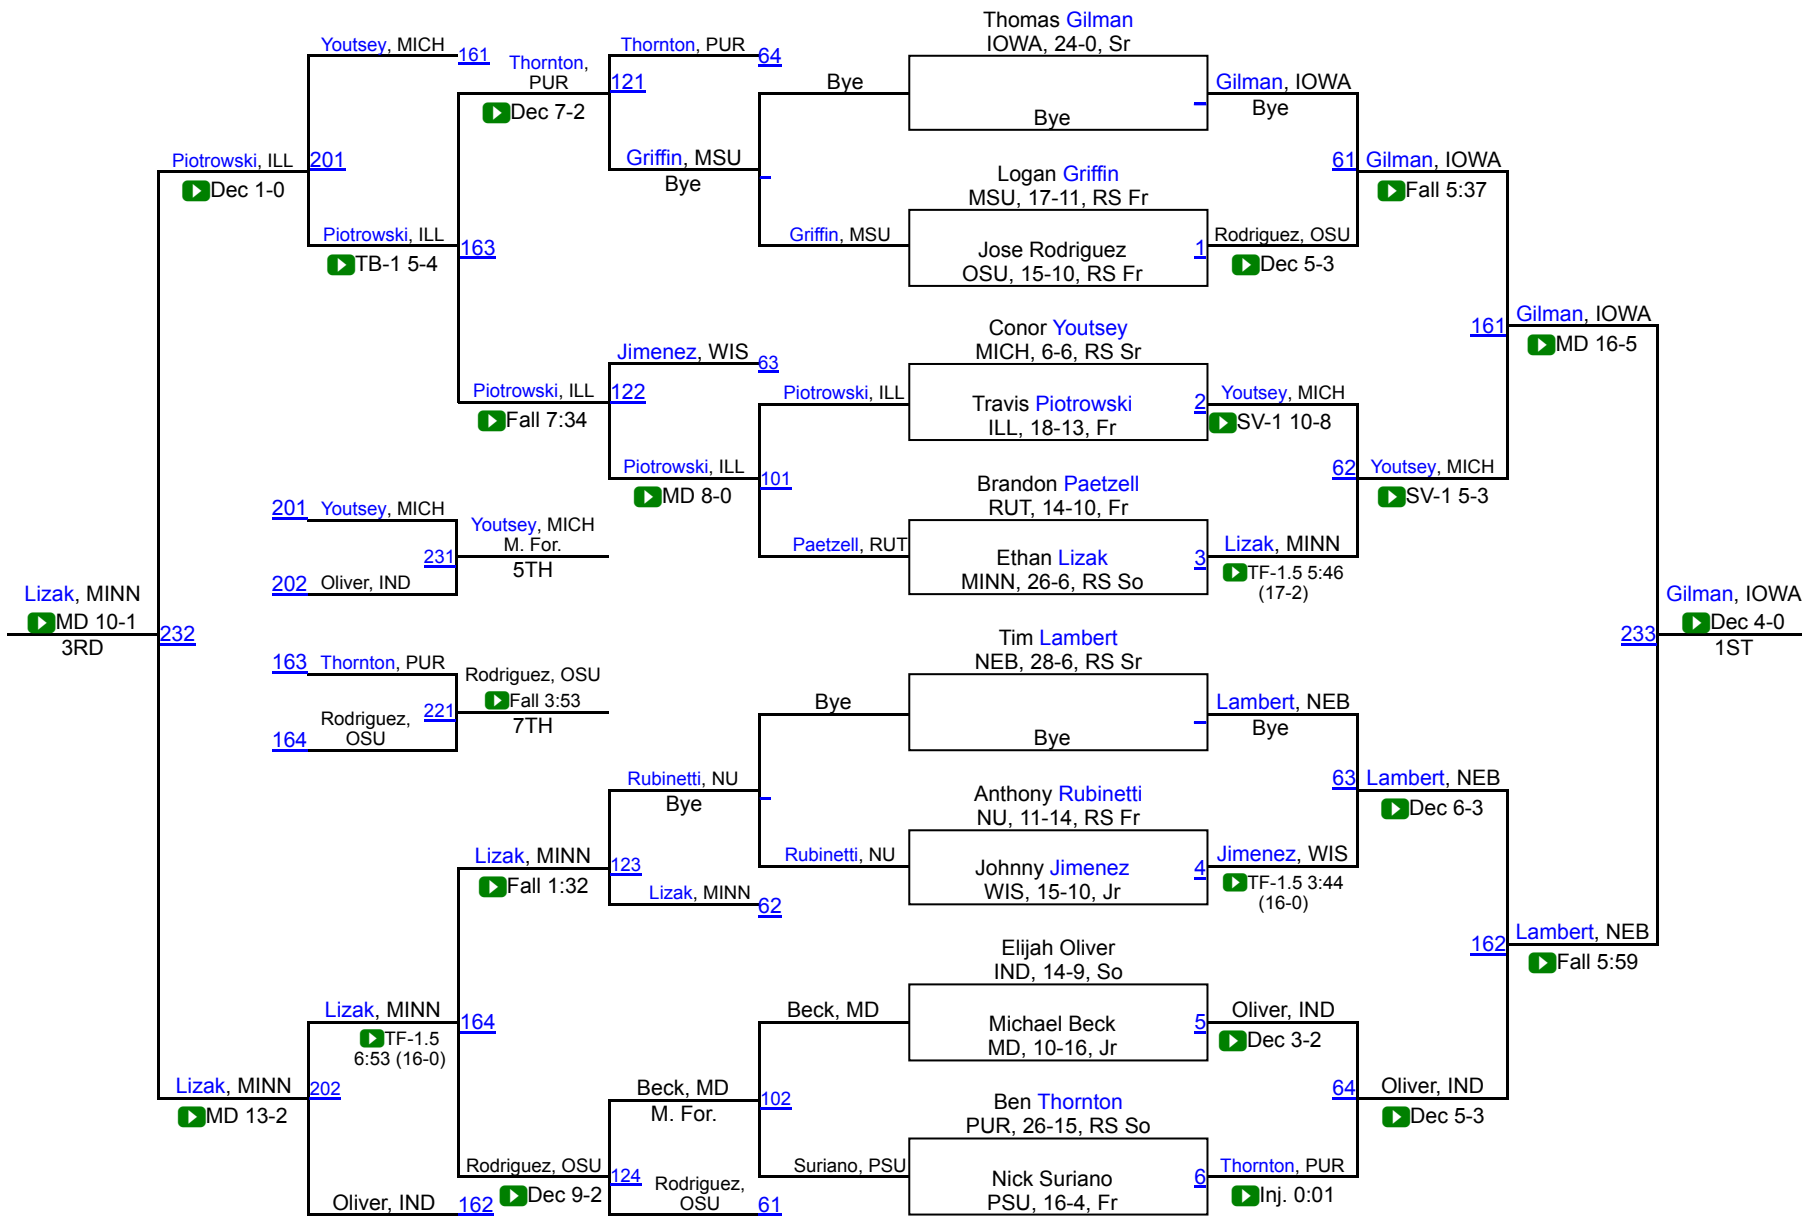 Thomas Gilman
IOWA, 24-0, Sr
Bye
Logan Griffin
MSU, 17-11, RS Fr
Jose Rodriguez
OSU, 15-10, RS Fr
1
Conor Youtsey
MICH, 6-6, RS Sr
Travis Piotrowski
ILL, 18-13, Fr
2
Brandon Paetzell
RUT, 14-10, Fr
Ethan Lizak
MINN, 26-6, RS So
3
Tim Lambert
NEB, 28-6, RS Sr
Bye
Anthony Rubinetti
NU, 11-14, RS Fr
Johnny Jimenez
WIS, 15-10, Jr
4
Elijah Oliver
IND, 14-9, So
Michael Beck
MD, 10-16, Jr
5
Ben Thornton
PUR, 26-15, RS So
Nick Suriano
PSU, 16-4, Fr
6
Gilman, IOWA
Bye
61
Rodriguez, OSU
Dec 5-3
Youtsey, MICH
SV-1 10-8
62
Lizak, MINN
TF-1.5 5:46
(17-2)
Lambert, NEB
Bye
63
Jimenez, WIS
TF-1.5 3:44
(16-0)
Oliver, IND
Dec 3-2
64
Thornton, PUR
Inj. 0:01
Gilman, IOWA
Fall 5:37
161
Youtsey, MICH
SV-1 5-3
Lambert, NEB
Dec 6-3
162
Oliver, IND
Dec 5-3
Gilman, IOWA
MD 16-5
233
Lambert, NEB
Fall 5:59
Gilman, IOWA
Dec 4-0
1ST
Bye
Griffin, MSU
Piotrowski, ILL
101
Paetzell, RUT
Bye
Rubinetti, NU
Beck, MD
102
Suriano, PSU
Thornton, PUR
64
121
Griffin, MSU
Bye
Jimenez, WIS
63
122
Piotrowski, ILL
MD 8-0
Rubinetti, NU
Bye
123
Lizak, MINN
62
Beck, MD
M. For.
124
Rodriguez,
OSU
61
Thornton,
PUR
Dec 7-2
163
Piotrowski, ILL
Fall 7:34
Lizak, MINN
Fall 1:32
164
Rodriguez, OSU
Dec 9-2
Youtsey, MICH
161
201
Piotrowski, ILL
TB-1 5-4
Lizak, MINN
TF-1.5
6:53 (16-0)
202
Oliver, IND
162
Piotrowski, ILL
Dec 1-0
232
Lizak, MINN
MD 13-2
Lizak, MINN
MD 10-1
3RD
201
Youtsey, MICH
231
202
Oliver, IND
Youtsey, MICH
M. For.
5TH
163
Thornton, PUR
221
164
Rodriguez,
OSU
Rodriguez, OSU
Fall 3:53
7TH